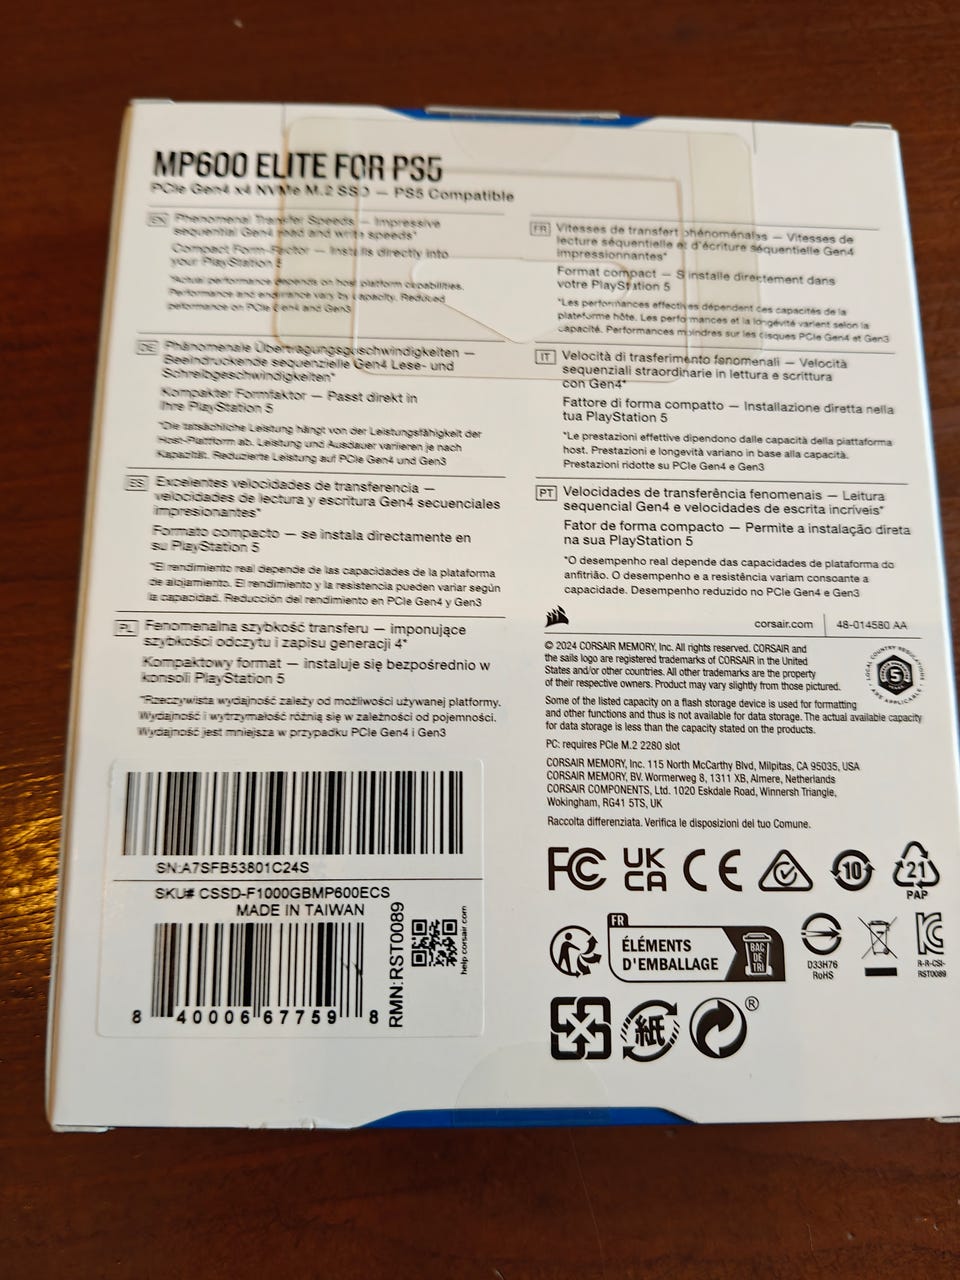 MP600 ELITE FOR PS5
PCIe Gen4 x4 NVMe M.2 SSD — PS5 Compatible
EN
Phenomenal Transfer Speeds — Impressive
sequential Gen4 read and write speeds*
Compact Form-Factor — Installs directly into
your PlayStation 5
*Actual performance depends on host platform capabilities.
Performance and endurance vary by capacity. Reduced
peformance on PCIe Gen4 and Gen3
DE
Phänomenale Übertragungsgeschwindigkeiten —
Beeindruckende sequenzielle Gen4 Lese- und
Schreibgeschwindigkeiten*
Kompakter Formfaktor — Passt direkt in
Ihre PlayStation 5
*Die tatsächliche Leistung hängt von der Leistungsfähigkeit der
Host-Plattform ab. Leistung und Ausdauer variieren je nach
Kapazität. Reduzierte Leistung auf PCIe Gen4 und Gen3
ES
Excelentes velocidades de transferencia —
velocidades de lectura y escritura Gen4 secuenciales
impresionantes*
Formato compacto — se instala directamente en
su PlayStation 5
*El rendimiento real depende de las capacidades de la plataforma
de alojamiento. El rendimiento y la resistencia pueden variar según
la capacidad. Reducción del rendimiento en PCIe Gen4 y Gen3
PL
Fenomenalna szybkość transferu — imponujące
szybkości odczytu i zapisu generacji 4*
Kompaktowy format — instaluje się bezpośrednio w
konsoli PlayStation 5
*Rzeczywista wydajność zależy od możliwości używanej platformy.
Wydajność i wytrzymałość różnią się w zależności od pojemności.
Wydajność jest mniejsza w przypadku PCIe Gen4 i Gen3
FR
Vitesses de transfert phénoménales — Vitesses de
lecture séquentielle et d'écriture séquentielle Gen4
impressionnantes*
Format compact — S'installe directement dans
votre PlayStation 5
*Les performances effectives dépendent des capacités de la
plateforme hôte. Les performances et la longévité varient selon la
capacité. Performances moindres sur les disques PCIe Gen4 et Gen3
IT
Velocità di trasferimento fenomenali — Velocità
sequenziali straordinarie in lettura e scrittura
con Gen4*
Fattore di forma compatto — Installazione diretta nella
tua PlayStation 5
*Le prestazioni effettive dipendono dalle capacità della piattaforma
host. Prestazioni e longevità variano in base alla capacità.
Prestazioni ridotte su PCIe Gen4 e Gen3
PT
Velocidades de transferência fenomenais — Leitura
sequencial Gen4 e velocidades de escrita incríveis*
Fator de forma compacto — Permite a instalação direta
na sua PlayStation 5
*O desempenho real depende das capacidades de plataforma do
anfitrião. O desempenho e a resistência variam consoante a
capacidade. Desempenho reduzido no PCIe Gen4 e Gen3
corsair.com
48-014580 AA
© 2024 CORSAIR MEMORY, Inc. All rights reserved. CORSAIR and
the sails logo are registered trademarks of CORSAIR in the United
States and/or other countries. All other trademarks are the property
of their respective owners. Product may vary slightly from those pictured.
LOCAL COUNTRY REGULATIONS
5
YEARS
MAY APPLICABLE
Some of the listed capacity on a flash storage device is used for formatting
and other functions and thus is not available for data storage. The actual available capacity
for data storage is less than the capacity stated on the products.
PC: requires PCIe M.2 2280 slot
CORSAIR MEMORY, Inc. 115 North McCarthy Blvd, Milpitas, CA 95035, USA
CORSAIR MEMORY, BV. Wormerweg 8, 1311 XB, Almere, Netherlands
CORSAIR COMPONENTS, Ltd. 1020 Eskdale Road, Winnersh Triangle,
Wokingham, RG41 5TS, UK
Raccolta differenziata. Verifica le disposizioni del tuo Comune.
FC
UK
CA
CE
10
21
PAP
FR
ÉLÉMENTS
D'EMBALLAGE
BAC
DE
TRI
D33H76
RoHS
R-R-CSI-
RST0089
紙
®
SN:A7SFB53801C24S
SKU# CSSD-F1000GBMP600ECS
MADE IN TAIWAN
RMN:RST0089
help.corsair.com
8 40006 67759 8